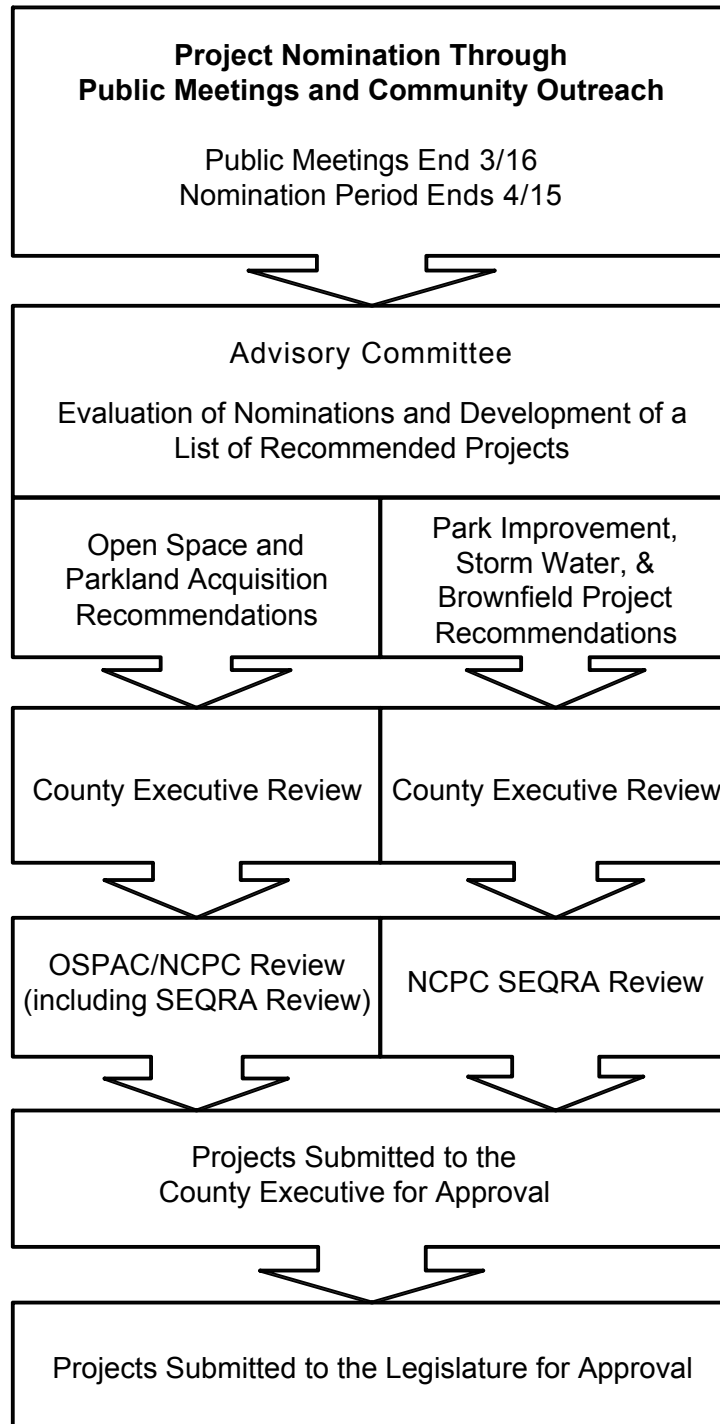 Project Nomination Through
Public Meetings and Community Outreach
Public Meetings End 3/16
Nomination Period Ends 4/15
Advisory Committee
Evaluation of Nominations and Development of a
List of Recommended Projects
Open Space and
Parkland Acquisition
Recommendations
Park Improvement,
Storm Water, &
Brownfield Project
Recommendations
County Executive Review
County Executive Review
OSPAC/NCPC Review
(including SEQRA Review)
NCPC SEQRA Review
Projects Submitted to the
County Executive for Approval
Projects Submitted to the Legislature for Approval